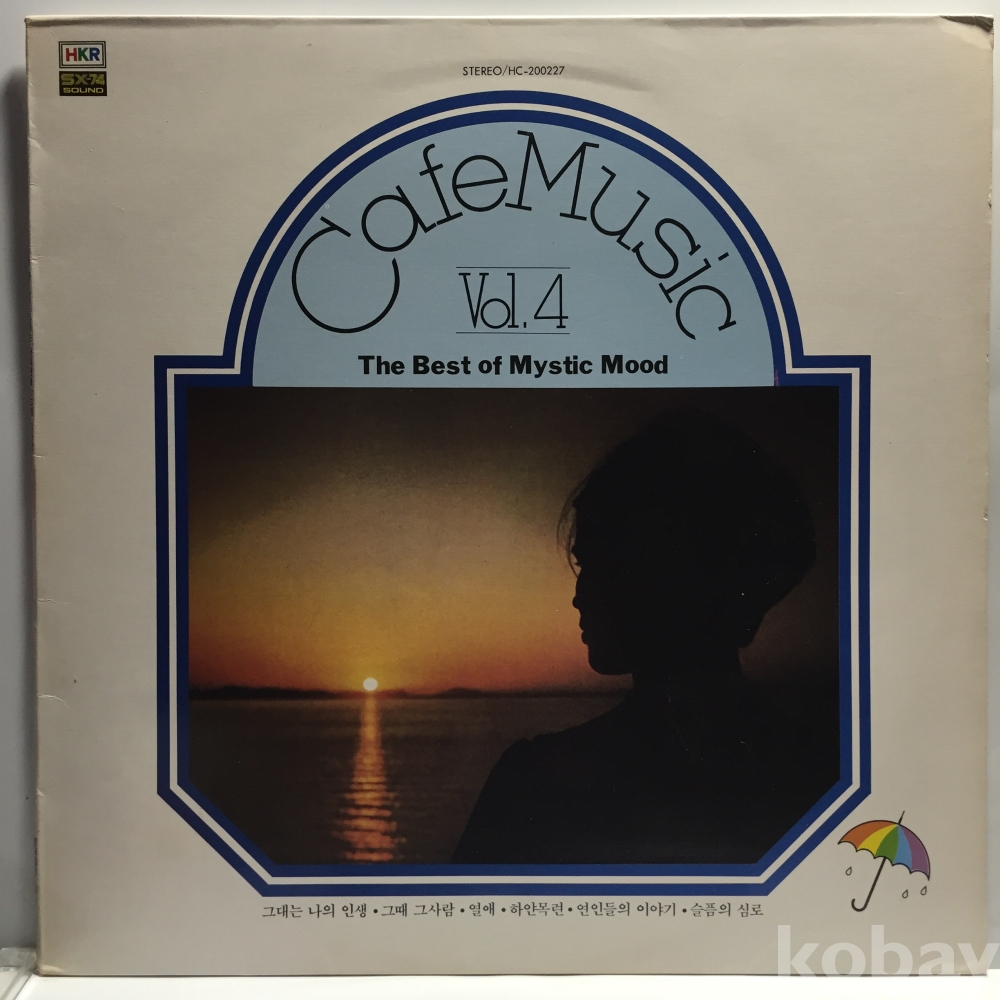 HKR
SX-74
SOUND
STEREO/HC-200227
Cafe Music
Vol. 4
The Best of Mystic Mood
그대는 나의 인생 • 그때 그사람 • 열애 • 하얀목련 • 연인들의 이야기 • 슬픔의 심로
kobay